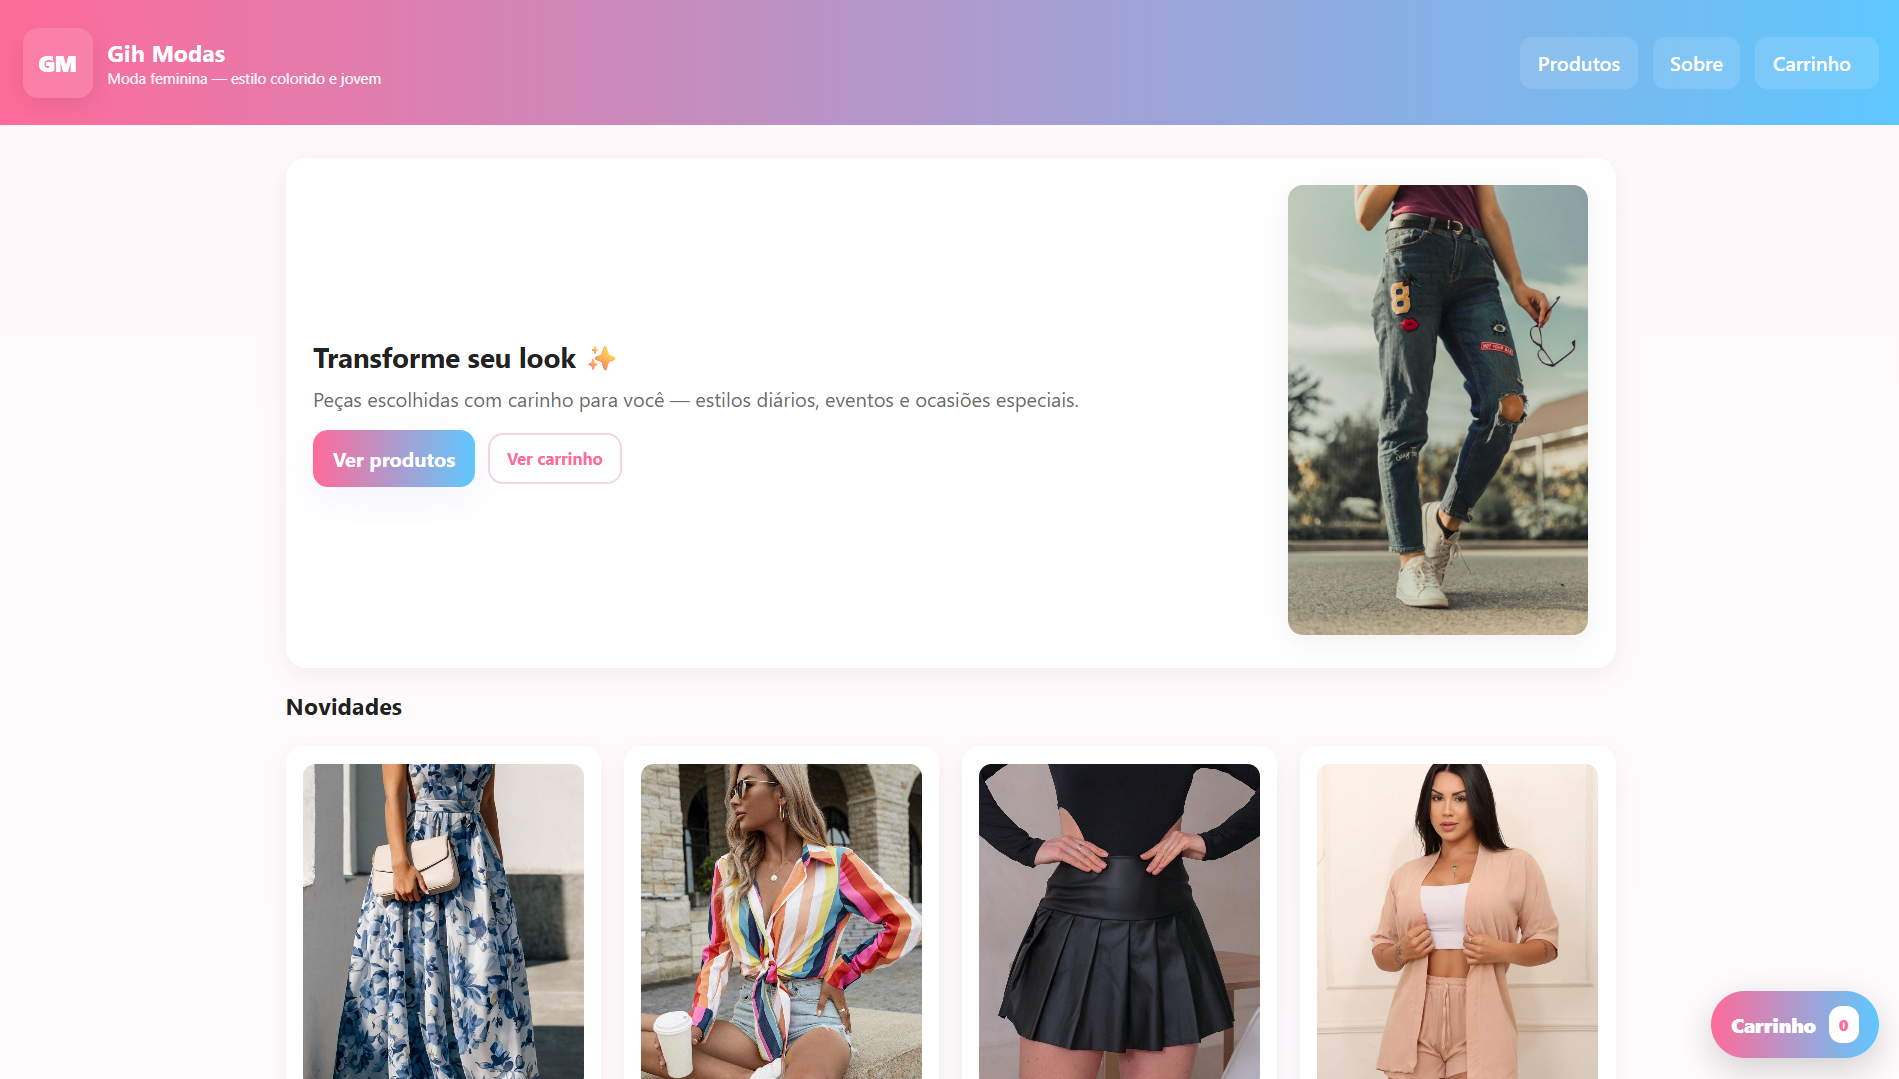 GM
Gih Modas
Moda feminina — estilo colorido e jovem
Produtos
Sobre
Carrinho
Transforme seu look ✨
Peças escolhidas com carinho para você — estilos diários, eventos e ocasiões especiais.
Ver produtos
Ver carrinho
8
Novidades
Carrinho 0